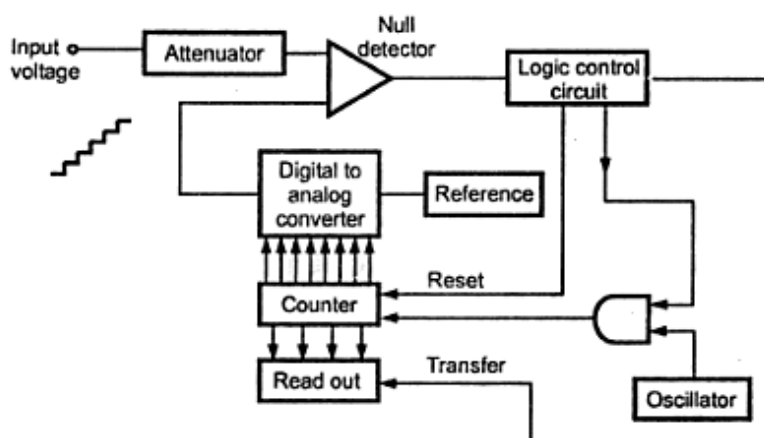 Input
voltage
Attenuator
Null
detector
Logic control
circuit
Digital to
analog
converter
Reference
Reset
Counter
Transfer
Read out
Oscillator